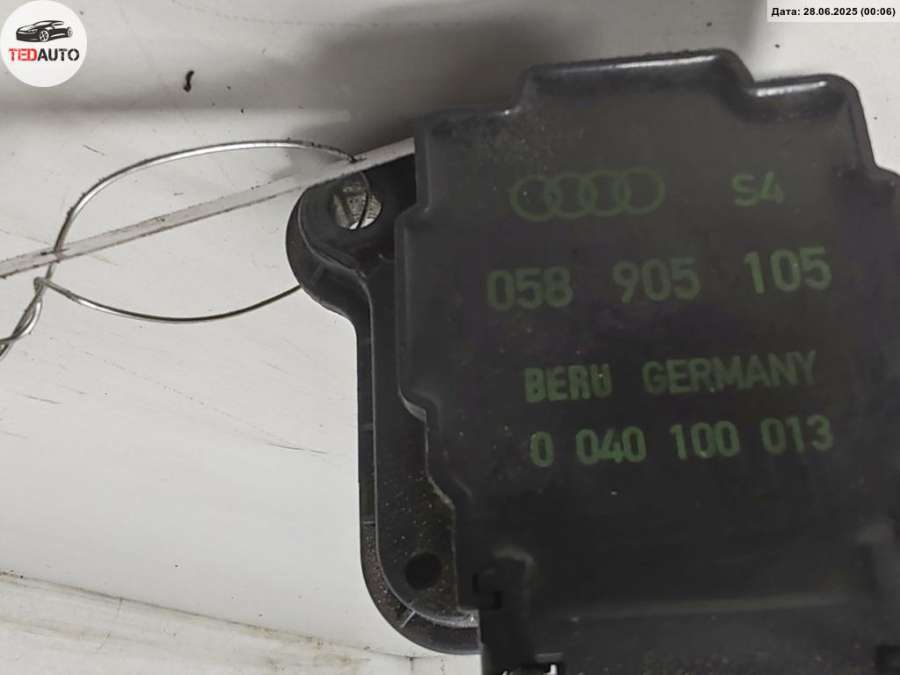 Дата: 28.06.2025 (00:06)
TEDAUTO
S4
058 905 105
BERU GERMANY
0 040 100 013